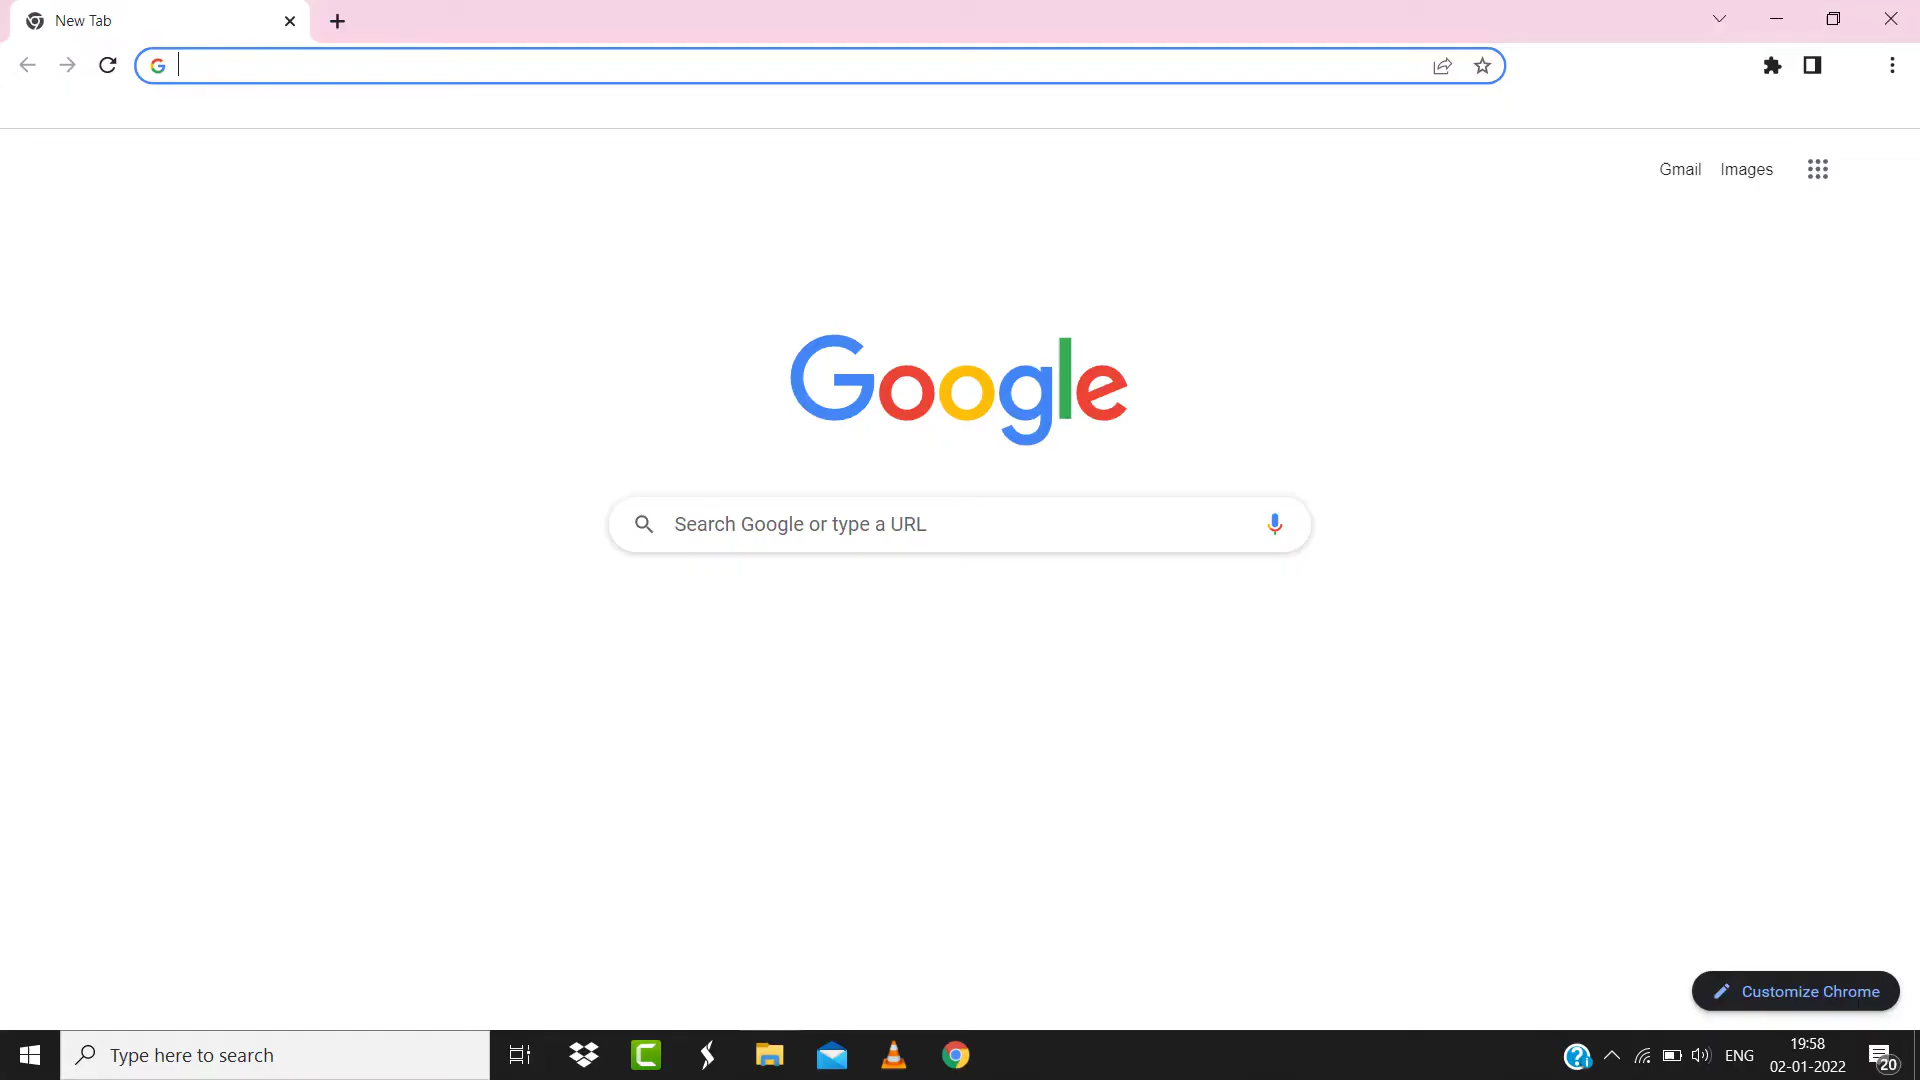 New Tab
Gmail Images
Google
Search Google or type a URL
Customize Chrome
Type here to search
ENG
19:58
02-01-2022
20